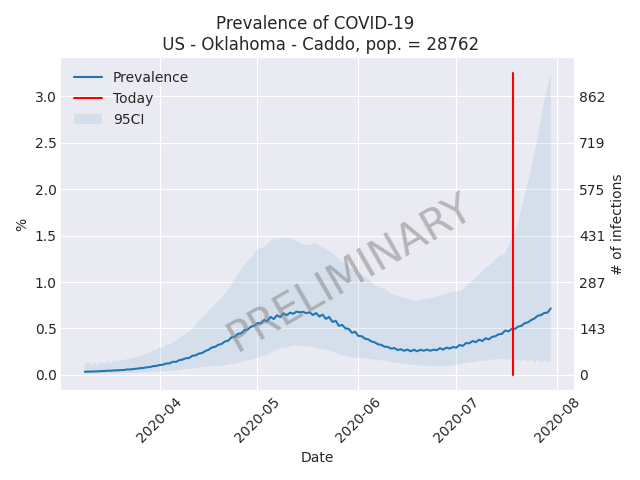 Prevalence of COVID-19
US - Oklahoma - Caddo, pop. = 28762
Prevalence
Today
95CI
3.0
2.5
2.0
1.5
1.0
0.5
0.0
%
862
719
575
431
287
143
0
# of infections
PRELIMINARY
2020-04
2020-05
2020-06
2020-07
2020-08
Date